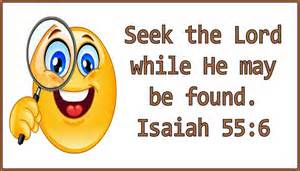 Seek the Lord
while He may
be found.
Isaiah 55:6